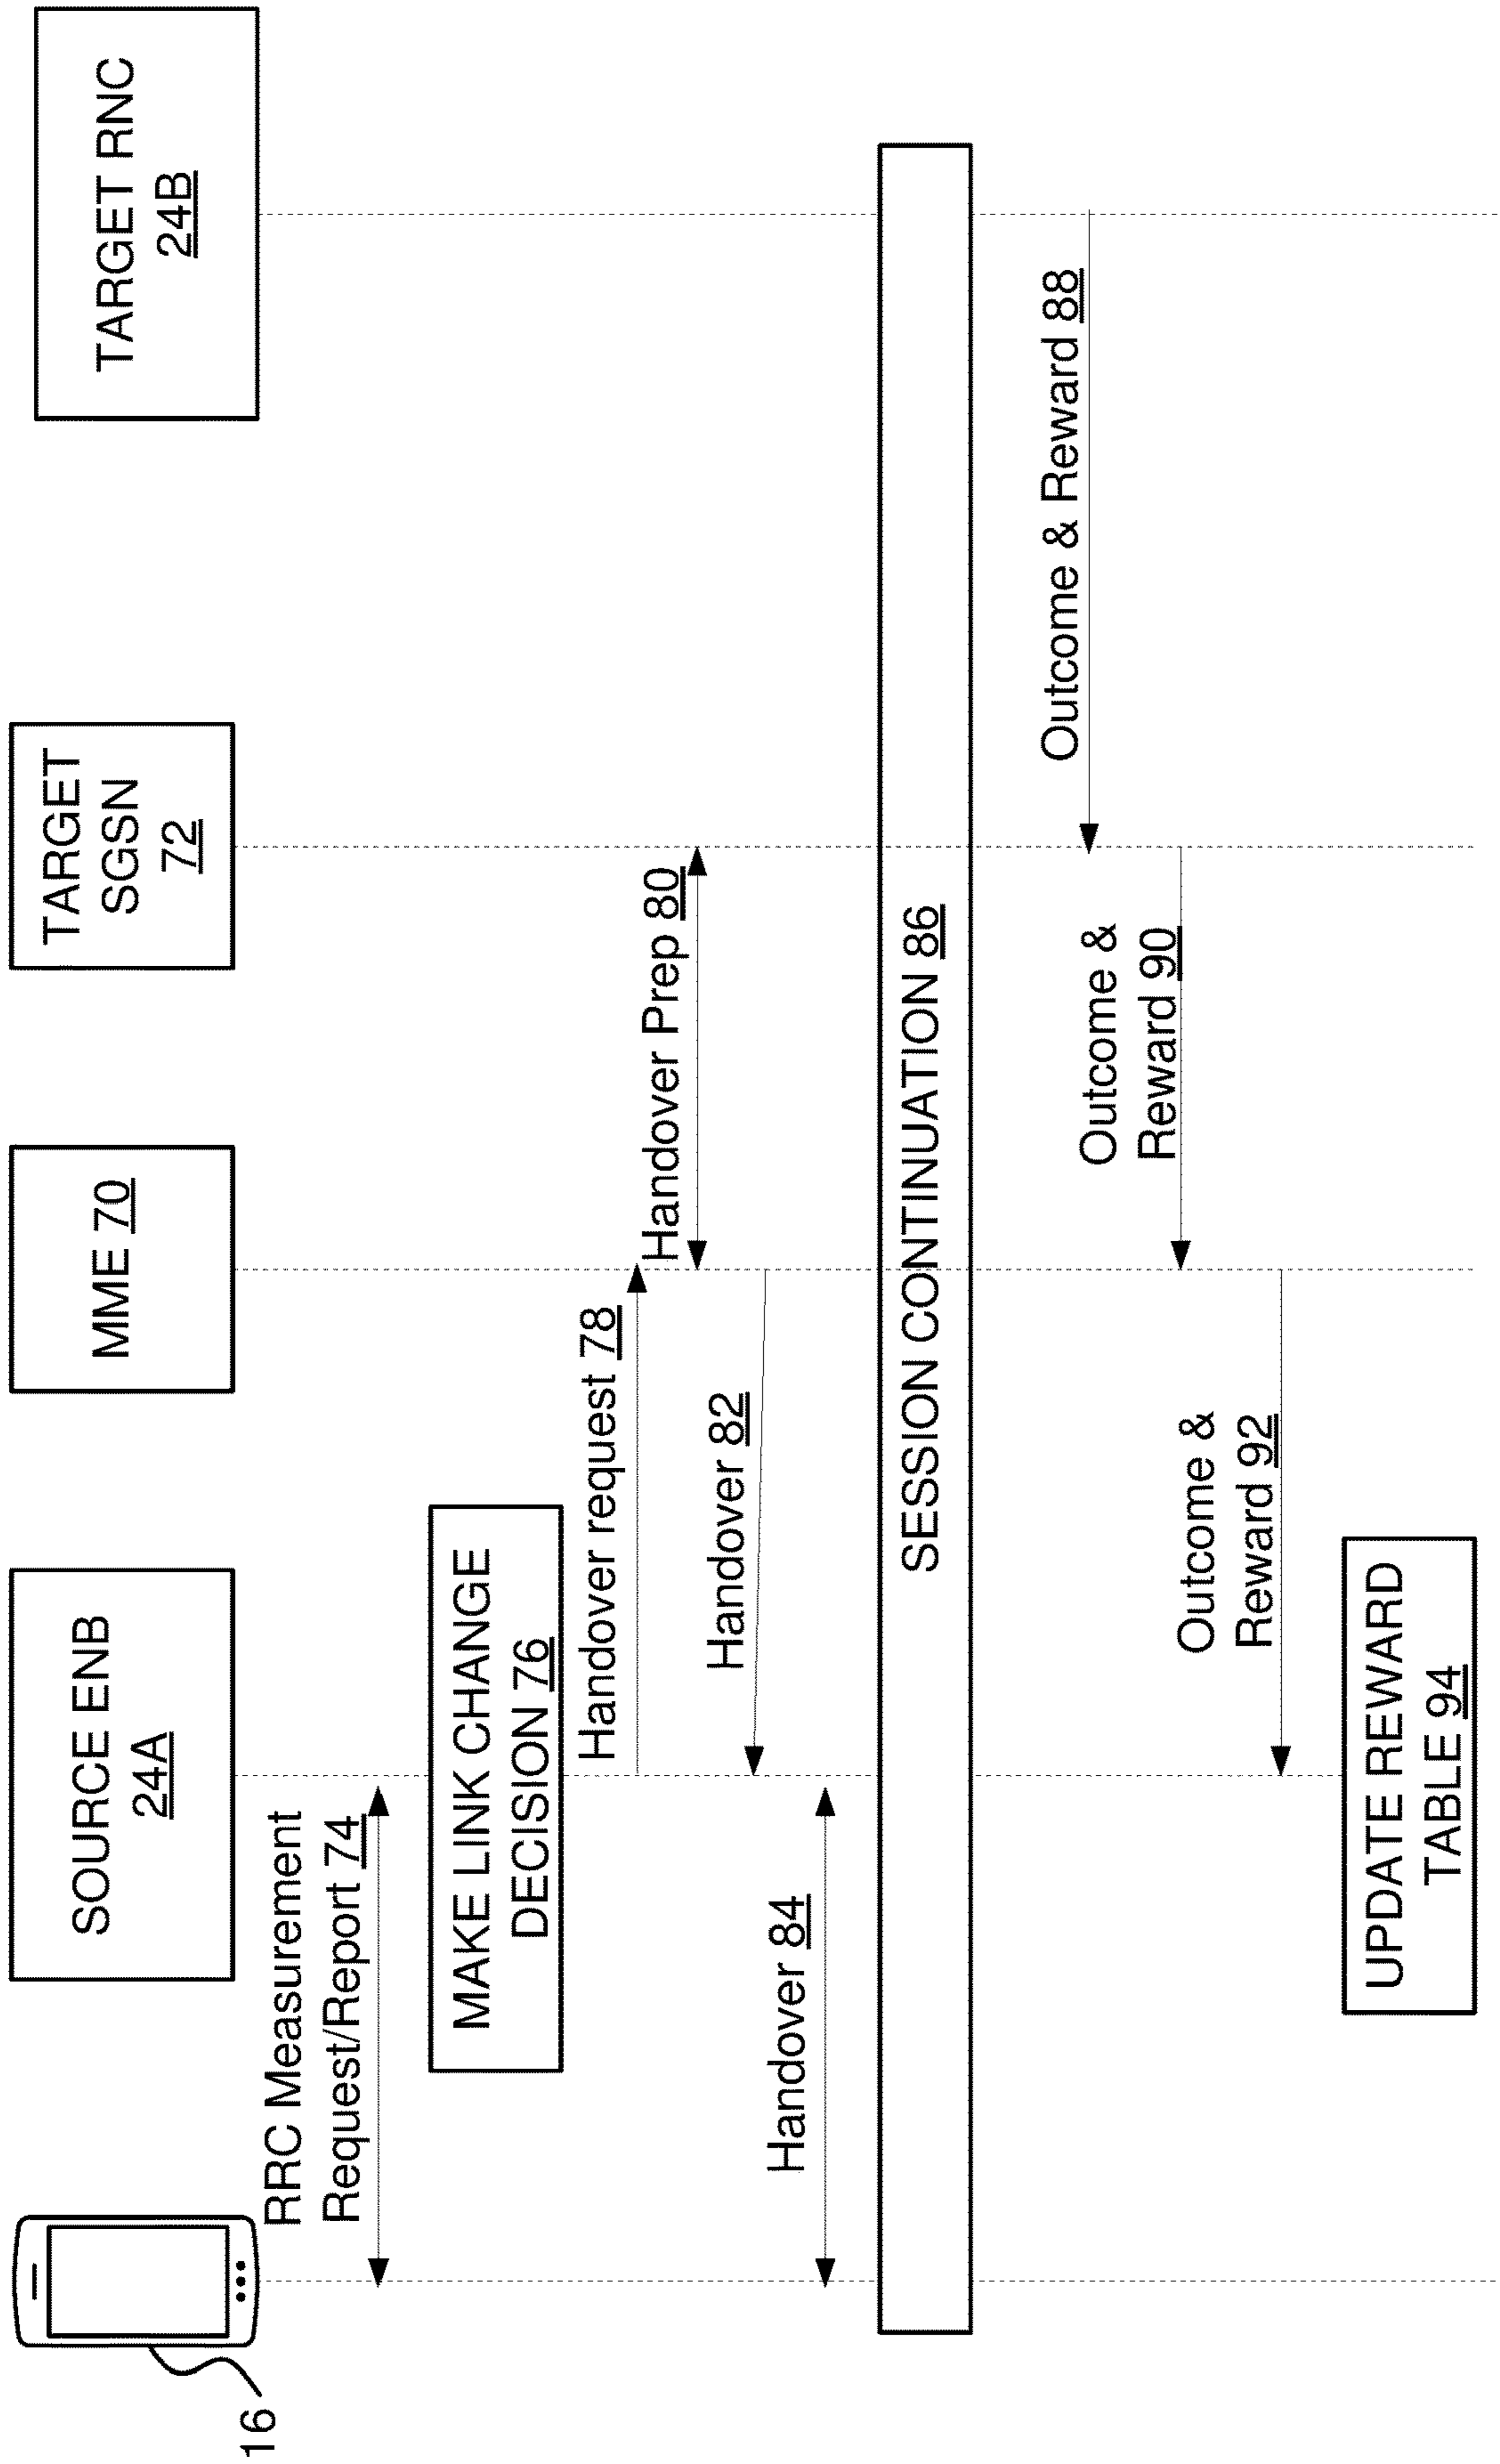 16
SOURCE ENB
24A
MME 70
TARGET
SGSN
72
TARGET RNC
24B
RRC Measurement
Request/Report 74
MAKE LINK CHANGE
DECISION 76
Handover request 78
Handover Prep 80
Handover 82
Handover 84
SESSION CONTINUATION 86
Outcome & Reward 88
Outcome &
Reward 90
Outcome &
Reward 92
UPDATE REWARD
TABLE 94